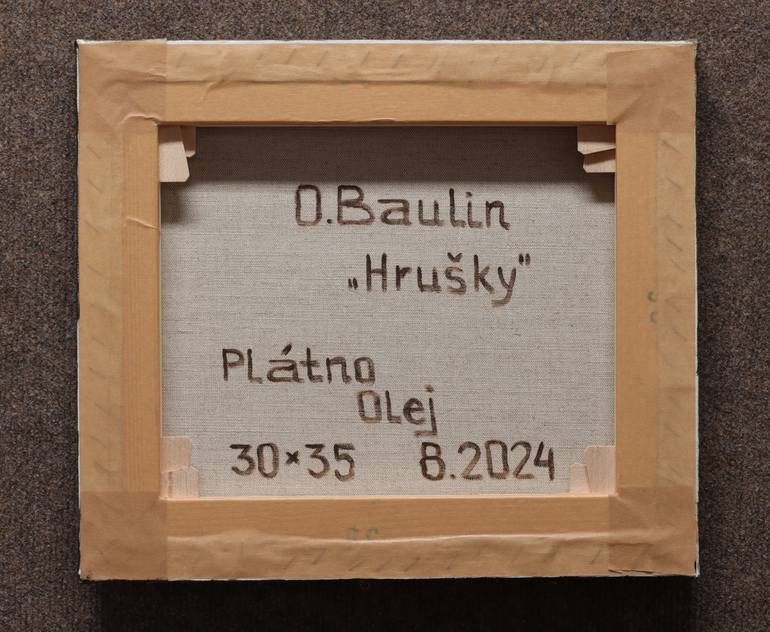 O.Baulin
„Hrušky"
Plátno
Olej
30×35 8.2024